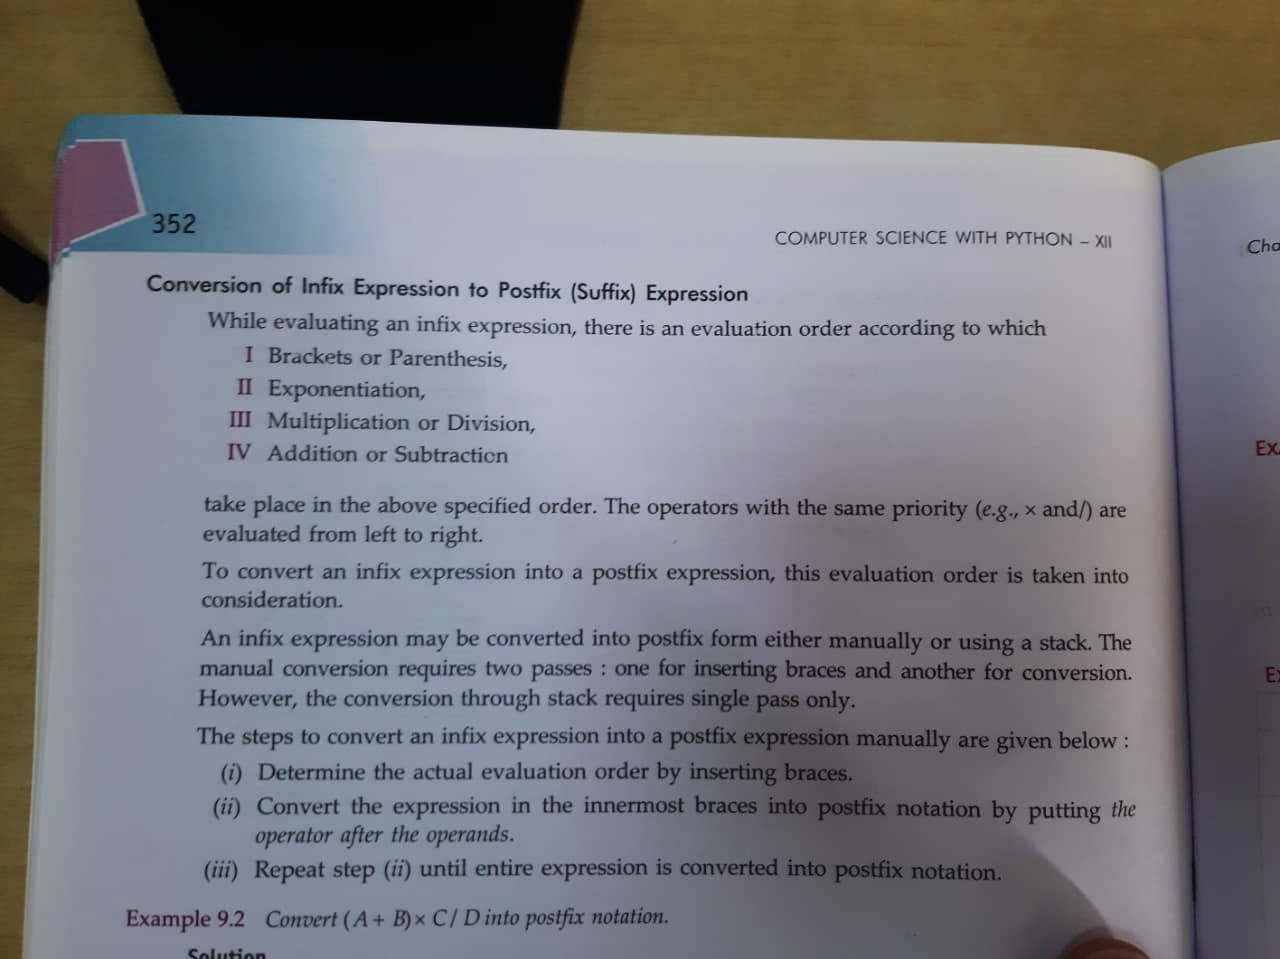 352
COMPUTER SCIENCE WITH PYTHON – XII
Conversion of Infix Expression to Postfix (Suffix) Expression
While evaluating an infix expression, there is an evaluation order according to which
I Brackets or Parenthesis,
II Exponentiation,
III Multiplication or Division,
IV Addition or Subtraction
take place in the above specified order. The operators with the same priority (e.g., × and/) are
evaluated from left to right.
To convert an infix expression into a postfix expression, this evaluation order is taken into
consideration.
An infix expression may be converted into postfix form either manually or using a stack. The
manual conversion requires two passes : one for inserting braces and another for conversion.
However, the conversion through stack requires single pass only.
The steps to convert an infix expression into a postfix expression manually are given below :
(i) Determine the actual evaluation order by inserting braces.
(ii) Convert the expression in the innermost braces into postfix notation by putting the
operator after the operands.
(iii) Repeat step (ii) until entire expression is converted into postfix notation.
Example 9.2 Convert (A + B) × C / D into postfix notation.
Solution